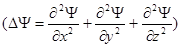 (ΔΨ = ∂²Ψ/∂x² + ∂²Ψ/∂y² + ∂²Ψ/∂z²)